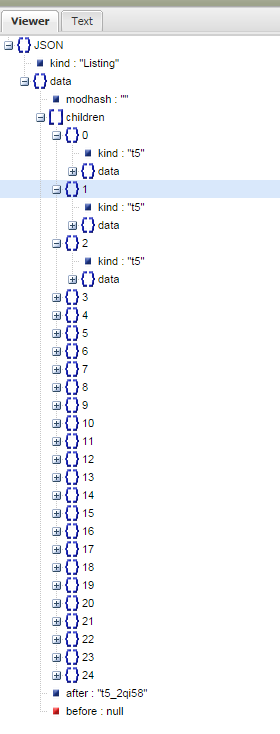 Viewer Text
JSON
kind : "Listing"
data
modhash : ""
children
0
kind : "t5"
data
1
kind : "t5"
data
2
kind : "t5"
data
3
4
5
6
7
8
9
10
11
12
13
14
15
16
17
18
19
20
21
22
23
24
after : "t5_2qi58"
before : null